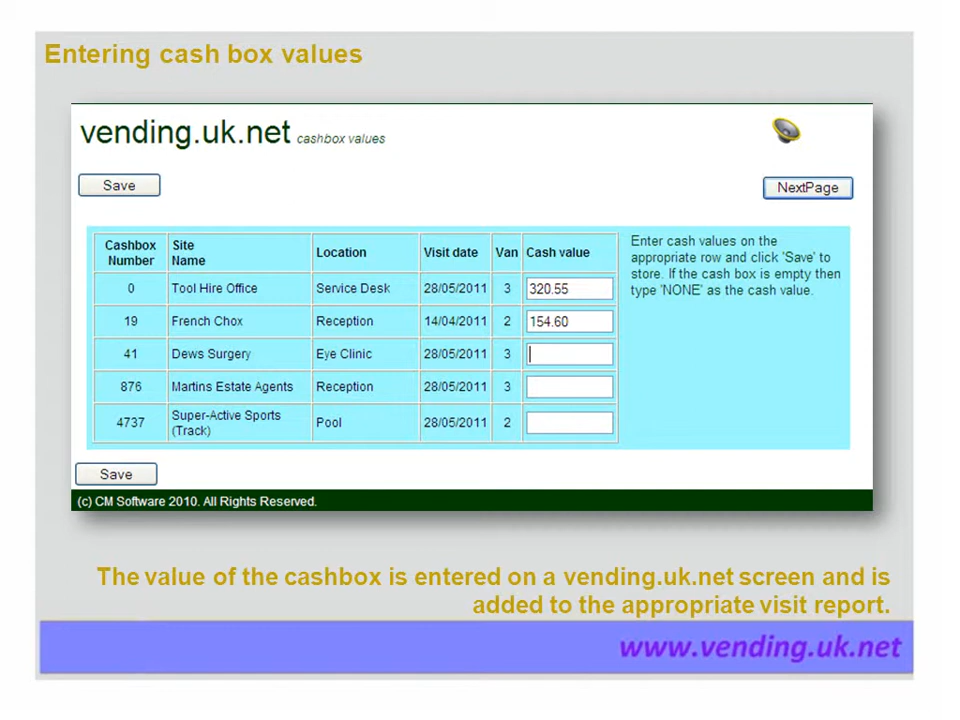 Entering cash box values
vending.uk.net cashbox values
Save
NextPage
Cashbox Number Site Name Location Visit date Van Cash value
0 Tool Hire Office Service Desk 28/05/2011 3 320.55
19 French Chox Reception 14/04/2011 2 154.60
41 Dews Surgery Eye Clinic 28/05/2011 3
876 Martins Estate Agents Reception 28/05/2011 3
4737 Super-Active Sports (Track) Pool 28/05/2011 2
Enter cash values on the
appropriate row and click 'Save' to
store. If the cash box is empty then
type 'NONE' as the cash value.
Save
(c) CM Software 2010. All Rights Reserved.
The value of the cashbox is entered on a vending.uk.net screen and is
added to the appropriate visit report.
www.vending.uk.net